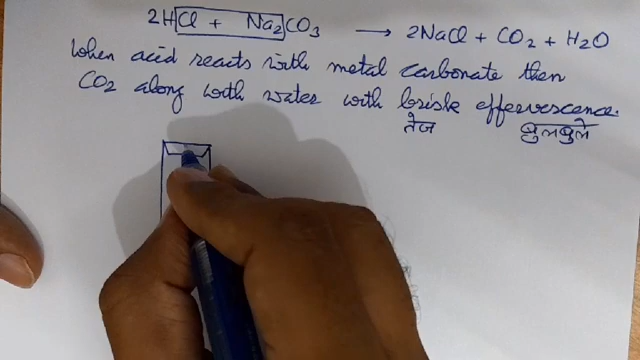 2HCl + Na₂CO₃ → 2NaCl + CO₂ + H₂O
When acid reacts with metal carbonate then
CO₂ along with water with brisk effervescence.
तेज बुलबुले